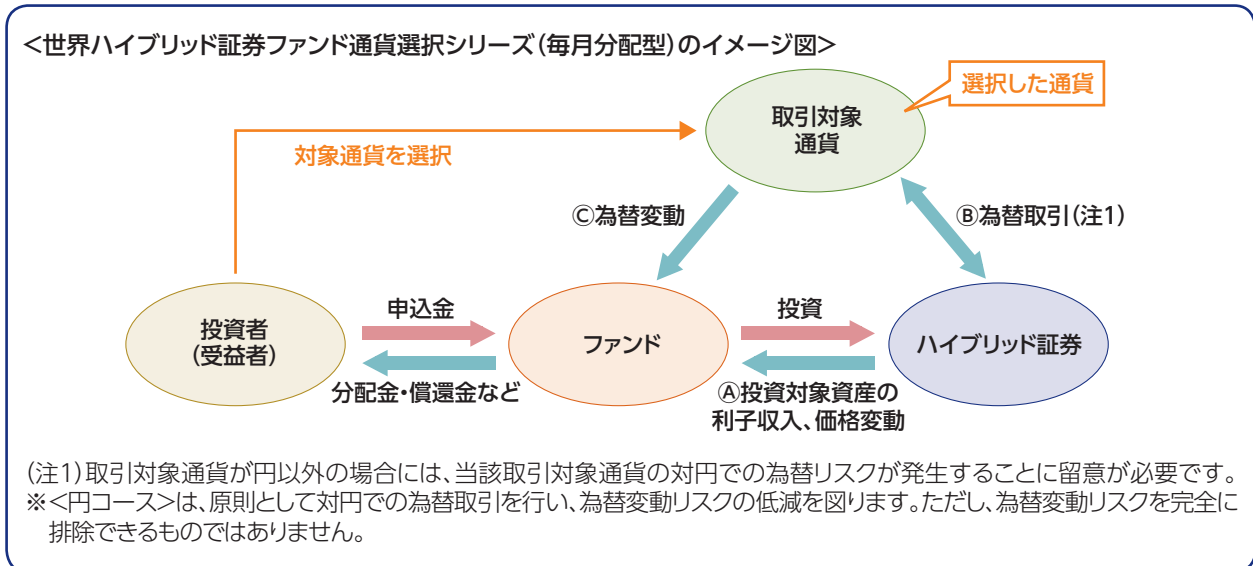 <世界ハイブリッド証券ファンド通貨選択シリーズ(毎月分配型)のイメージ図>
選択した通貨
取引対象
通貨
対象通貨を選択
Ⓒ為替変動
Ⓑ為替取引(注1)
投資者
(受益者)
申込金
分配金・償還金など
ファンド
投資
Ⓐ投資対象資産の
利子収入、価格変動
ハイブリッド証券
(注1)取引対象通貨が円以外の場合には、当該取引対象通貨の対円での為替リスクが発生することに留意が必要です。
※<円コース>は、原則として対円での為替取引を行い、為替変動リスクの低減を図ります。ただし、為替変動リスクを完全に
排除できるものではありません。